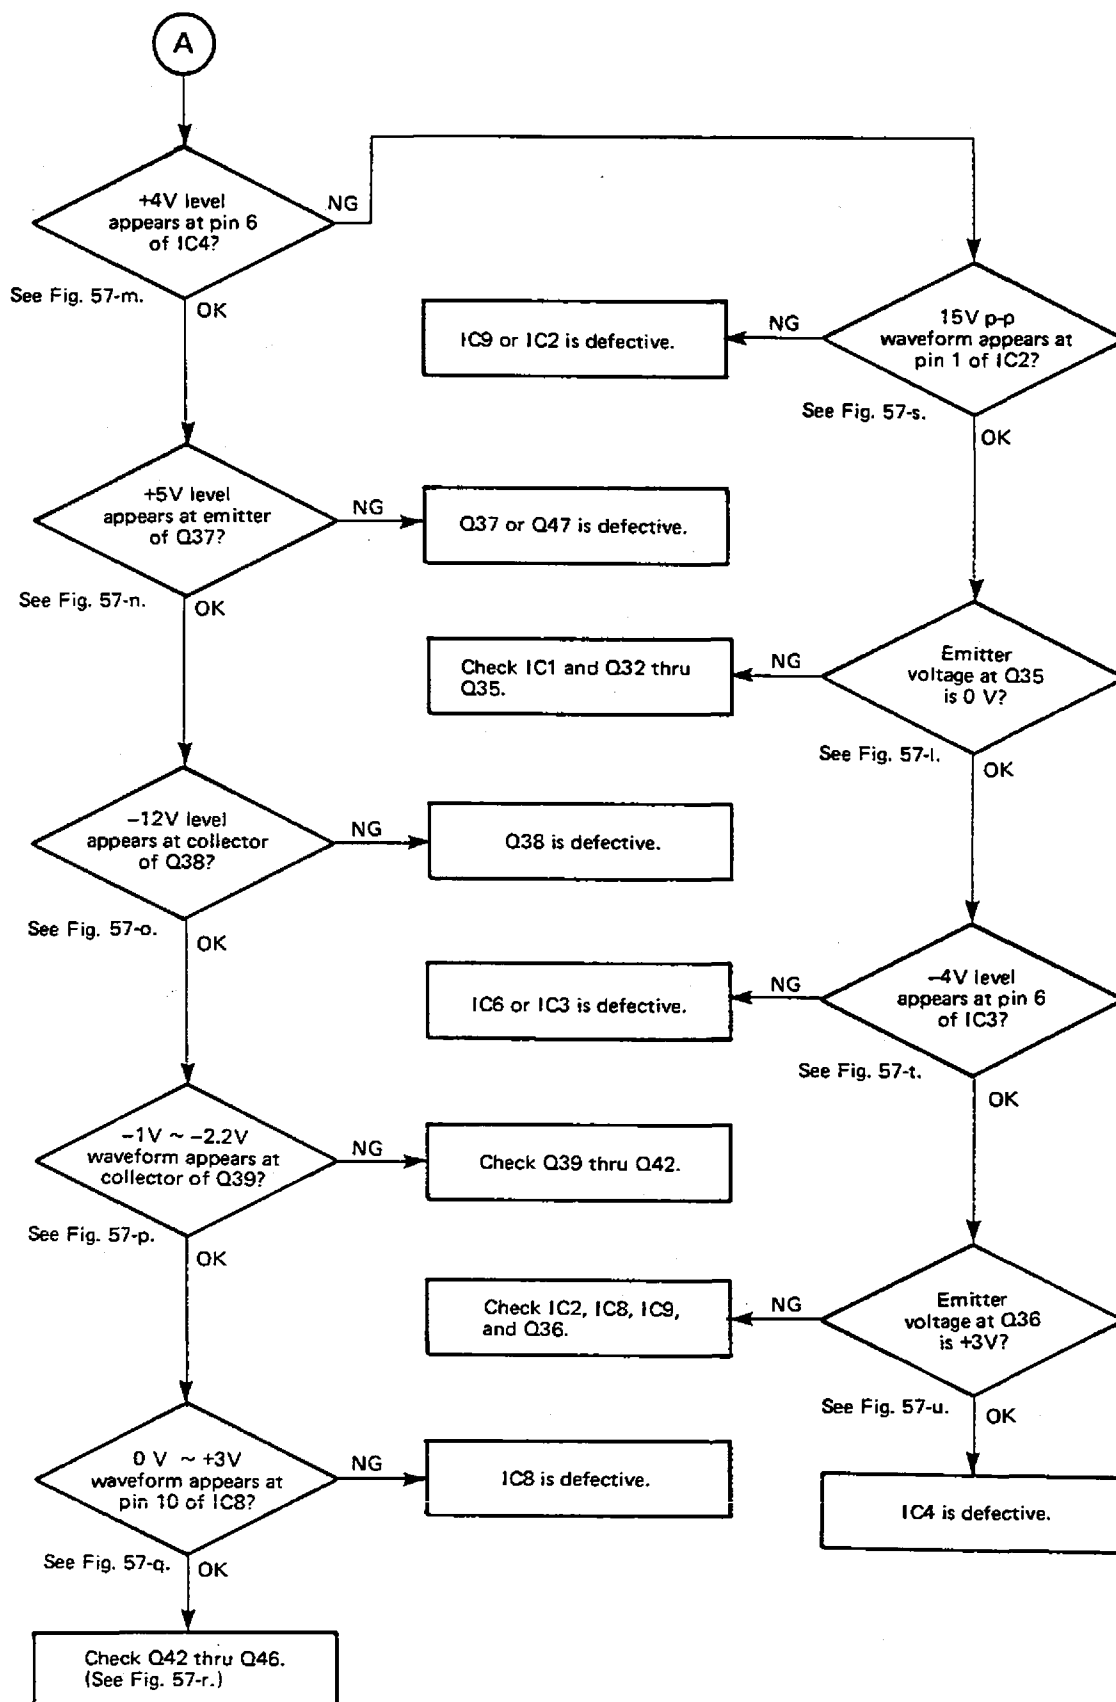 A
+4V level
appears at pin 6
of IC4?
NG
See Fig. 57-m.
OK
+5V level
appears at emitter
of Q37?
NG
Q37 or Q47 is defective.
See Fig. 57-n.
OK
-12V level
appears at collector
of Q38?
NG
Q38 is defective.
See Fig. 57-o.
OK
-1V ~ -2.2V
waveform appears at
collector of Q39?
NG
Check Q39 thru Q42.
See Fig. 57-p.
OK
0 V ~ +3V
waveform appears at
pin 10 of IC8?
NG
IC8 is defective.
See Fig. 57-q.
OK
Check Q42 thru Q46.
(See Fig. 57-r.)
15V p-p
waveform appears at
pin 1 of IC2?
NG
IC9 or IC2 is defective.
See Fig. 57-s.
OK
Emitter
voltage at Q35
is 0 V?
NG
Check IC1 and Q32 thru
Q35.
See Fig. 57-l.
OK
-4V level
appears at pin 6
of IC3?
NG
IC6 or IC3 is defective.
See Fig. 57-t.
OK
Emitter
voltage at Q36
is +3V?
NG
Check IC2, IC8, IC9,
and Q36.
See Fig. 57-u.
OK
IC4 is defective.